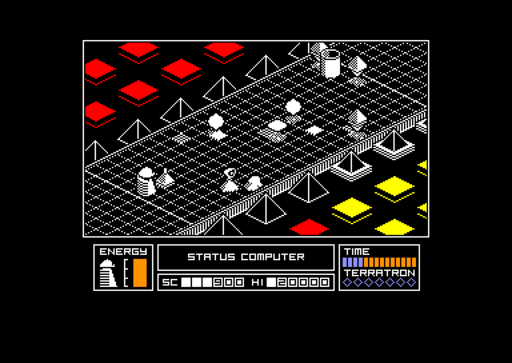 ENERGY
STATUS COMPUTER
SC 900 HI 20000
TIME
TERRATRON